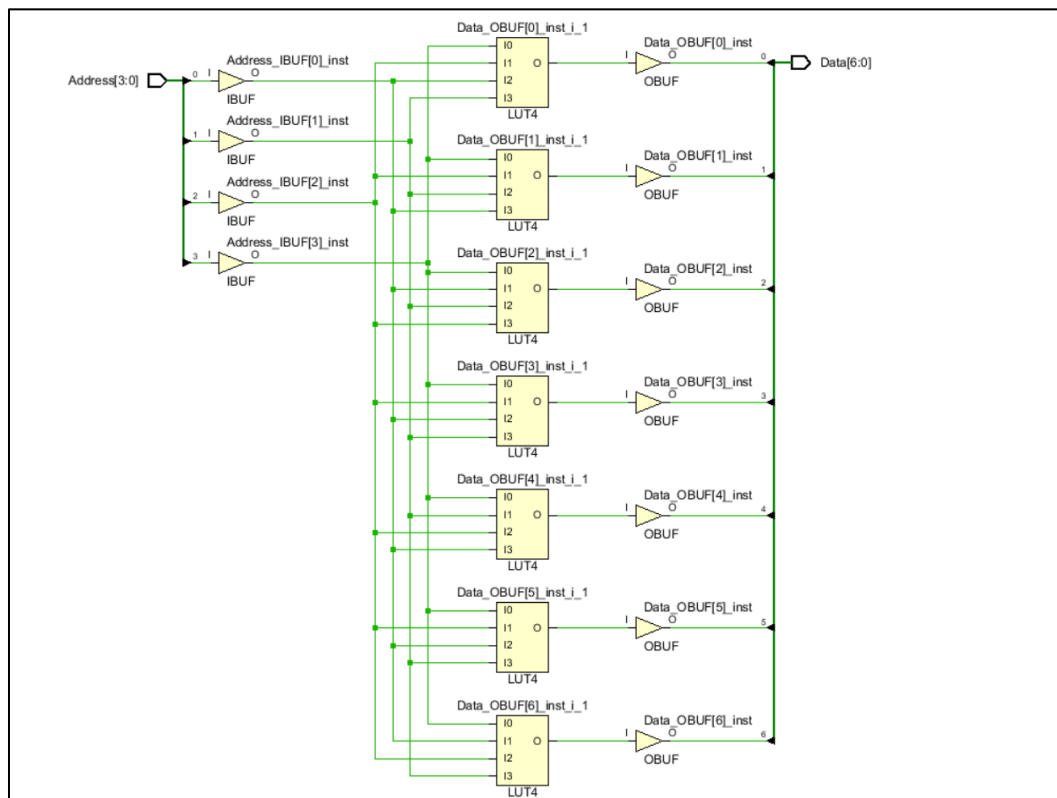 Address[3:0]
0
I
Address_IBUF[0]_inst
O
IBUF
1
I
Address_IBUF[1]_inst
O
IBUF
2
I
Address_IBUF[2]_inst
O
IBUF
3
I
Address_IBUF[3]_inst
O
IBUF
Data_OBUF[0]_inst_i_1
I0
I1
I2
I3
O
LUT4
Data_OBUF[0]_inst
I
O
OBUF
0
Data[6:0]
Data_OBUF[1]_inst_i_1
I0
I1
I2
I3
O
LUT4
Data_OBUF[1]_inst
I
O
OBUF
1
Data_OBUF[2]_inst_i_1
I0
I1
I2
I3
O
LUT4
Data_OBUF[2]_inst
I
O
OBUF
2
Data_OBUF[3]_inst_i_1
I0
I1
I2
I3
O
LUT4
Data_OBUF[3]_inst
I
O
OBUF
3
Data_OBUF[4]_inst_i_1
I0
I1
I2
I3
O
LUT4
Data_OBUF[4]_inst
I
O
OBUF
4
Data_OBUF[5]_inst_i_1
I0
I1
I2
I3
O
LUT4
Data_OBUF[5]_inst
I
O
OBUF
5
Data_OBUF[6]_inst_i_1
I0
I1
I2
I3
O
LUT4
Data_OBUF[6]_inst
I
O
OBUF
6